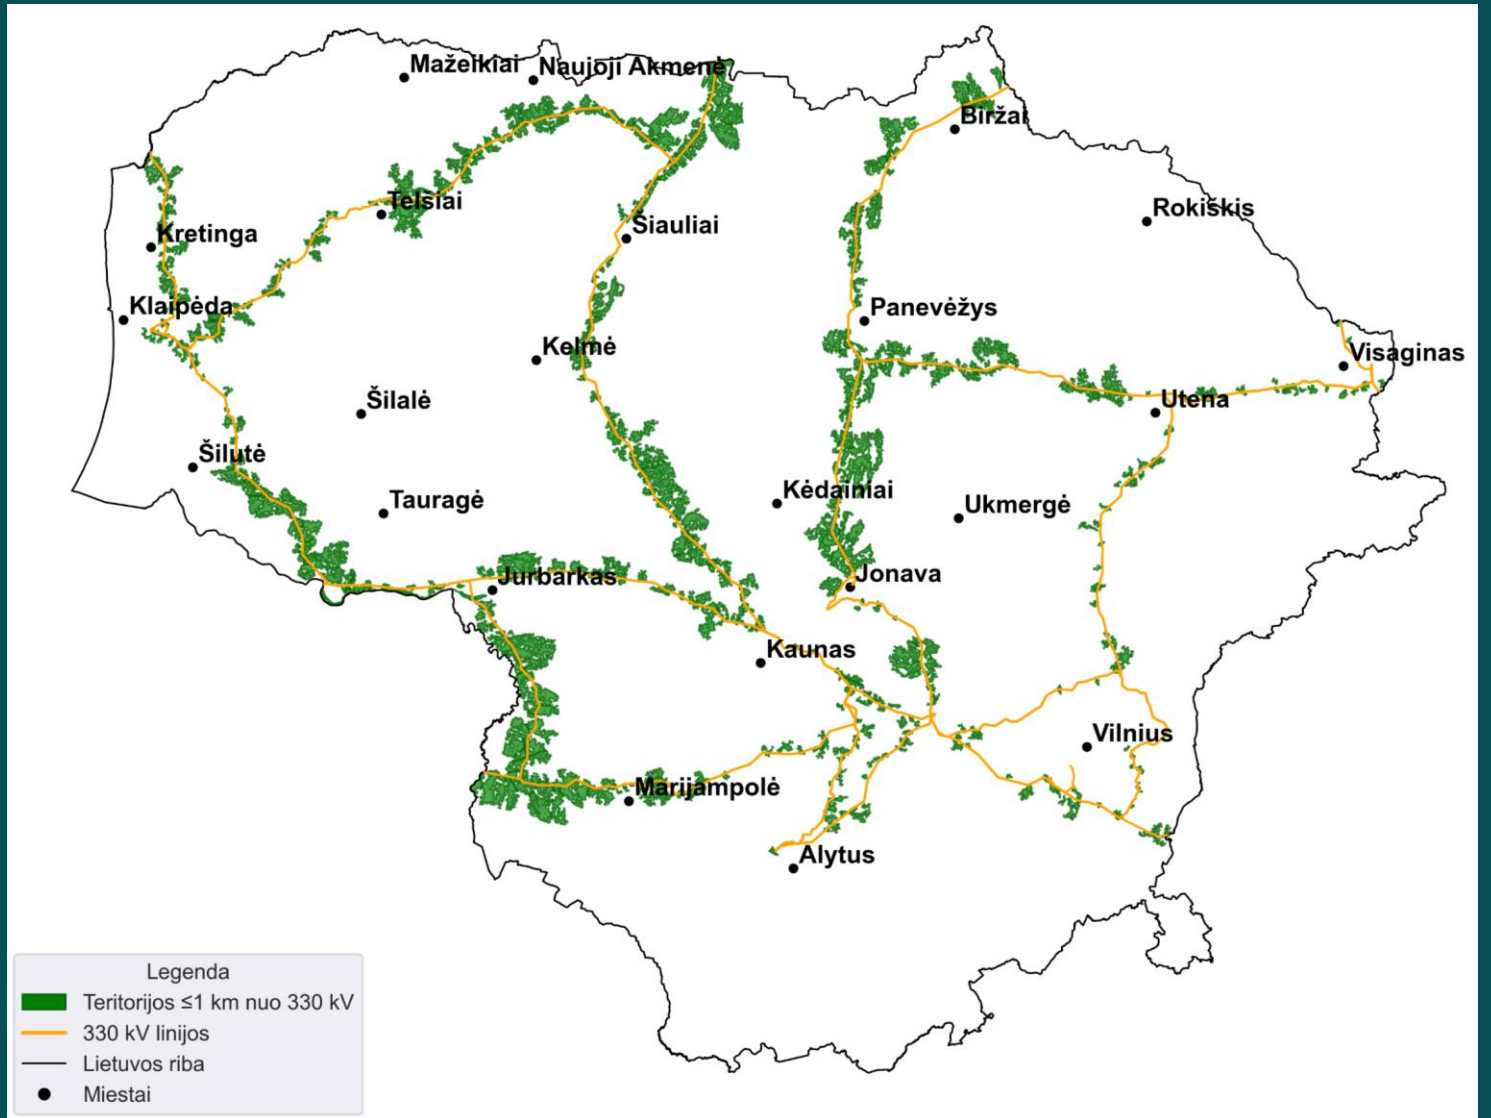 Mažeikiai
Naujoji Akmenė
Biržai
Telšiai
Rokiškis
Šiauliai
Kretinga
Klaipėda
Panevėžys
Kelmė
Visaginas
Šilalė
Utena
Šilutė
Tauragė
Kėdainiai
Ukmergė
Jurbarkas
Jonava
Kaunas
Vilnius
Marijampolė
Alytus
Legenda
Teritorijos ≤1 km nuo 330 kV
330 kV linijos
Lietuvos riba
Miestai